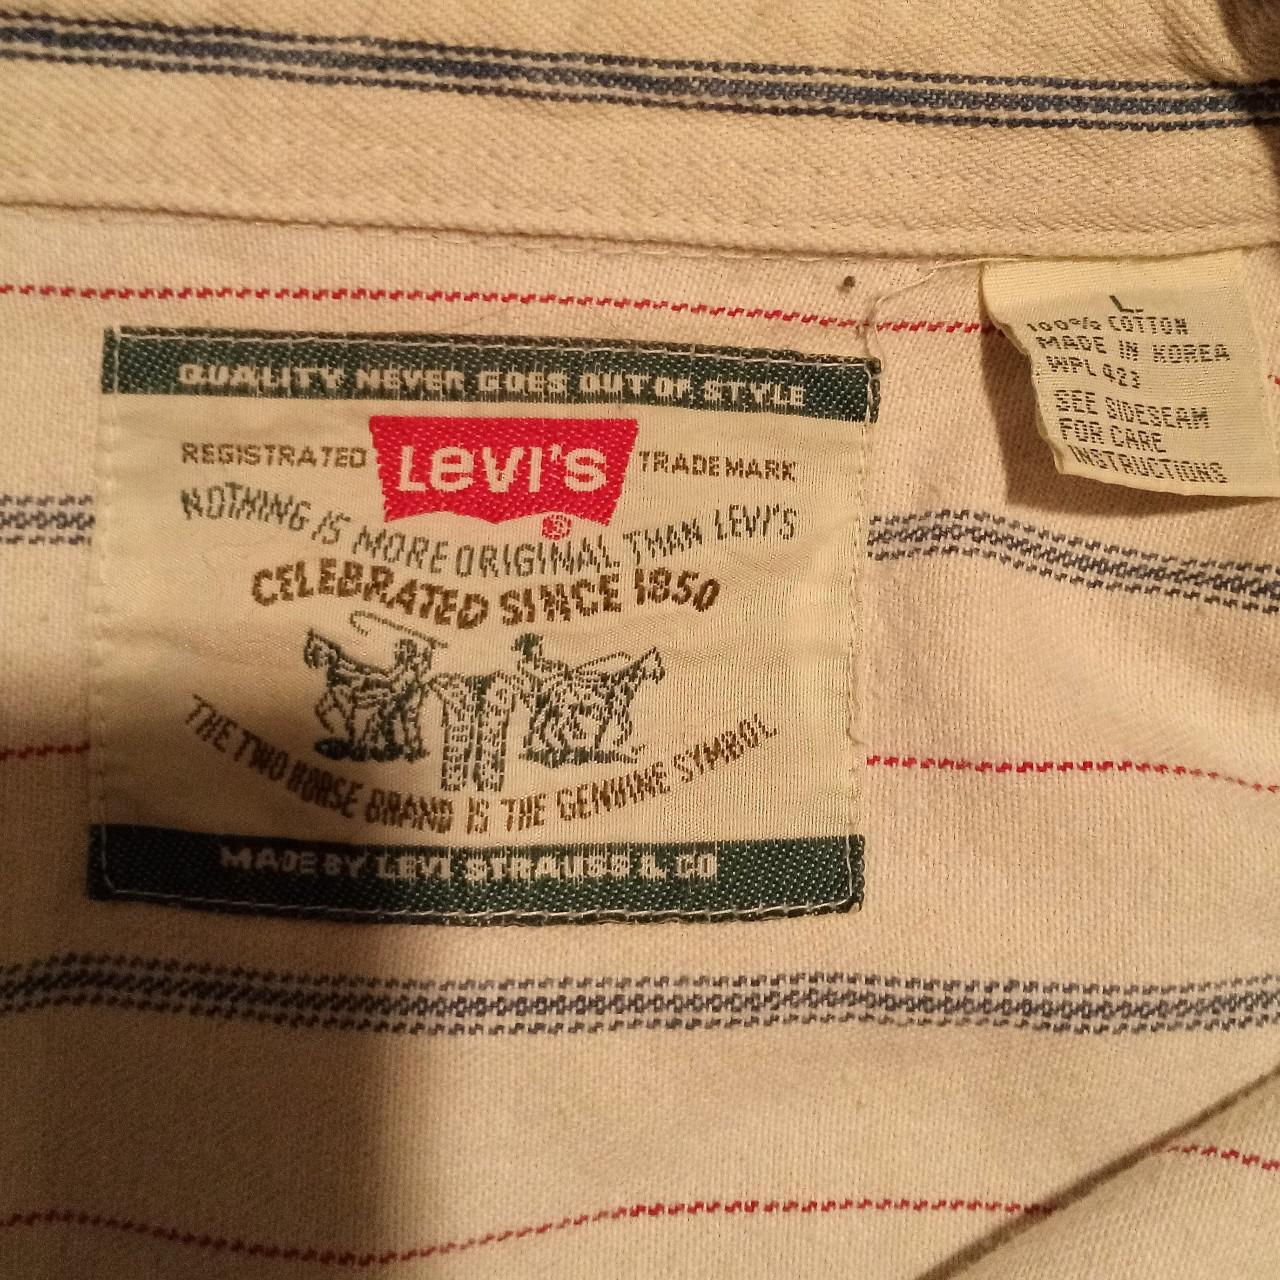 QUALITY NEVER GOES OUT OF STYLE
REGISTRATED LEVI'S TRADEMARK
®
NOTHING IS MORE ORIGINAL THAN LEVI'S
CELEBRATED SINCE 1850
THE TWO HORSE BRAND IS THE GENUINE SYMBOL
MADE BY LEVI STRAUSS & CO
L.
100% COTTON
MADE IN KOREA
WPL 423
SEE SIDESEAM
FOR CARE
INSTRUCTIONS